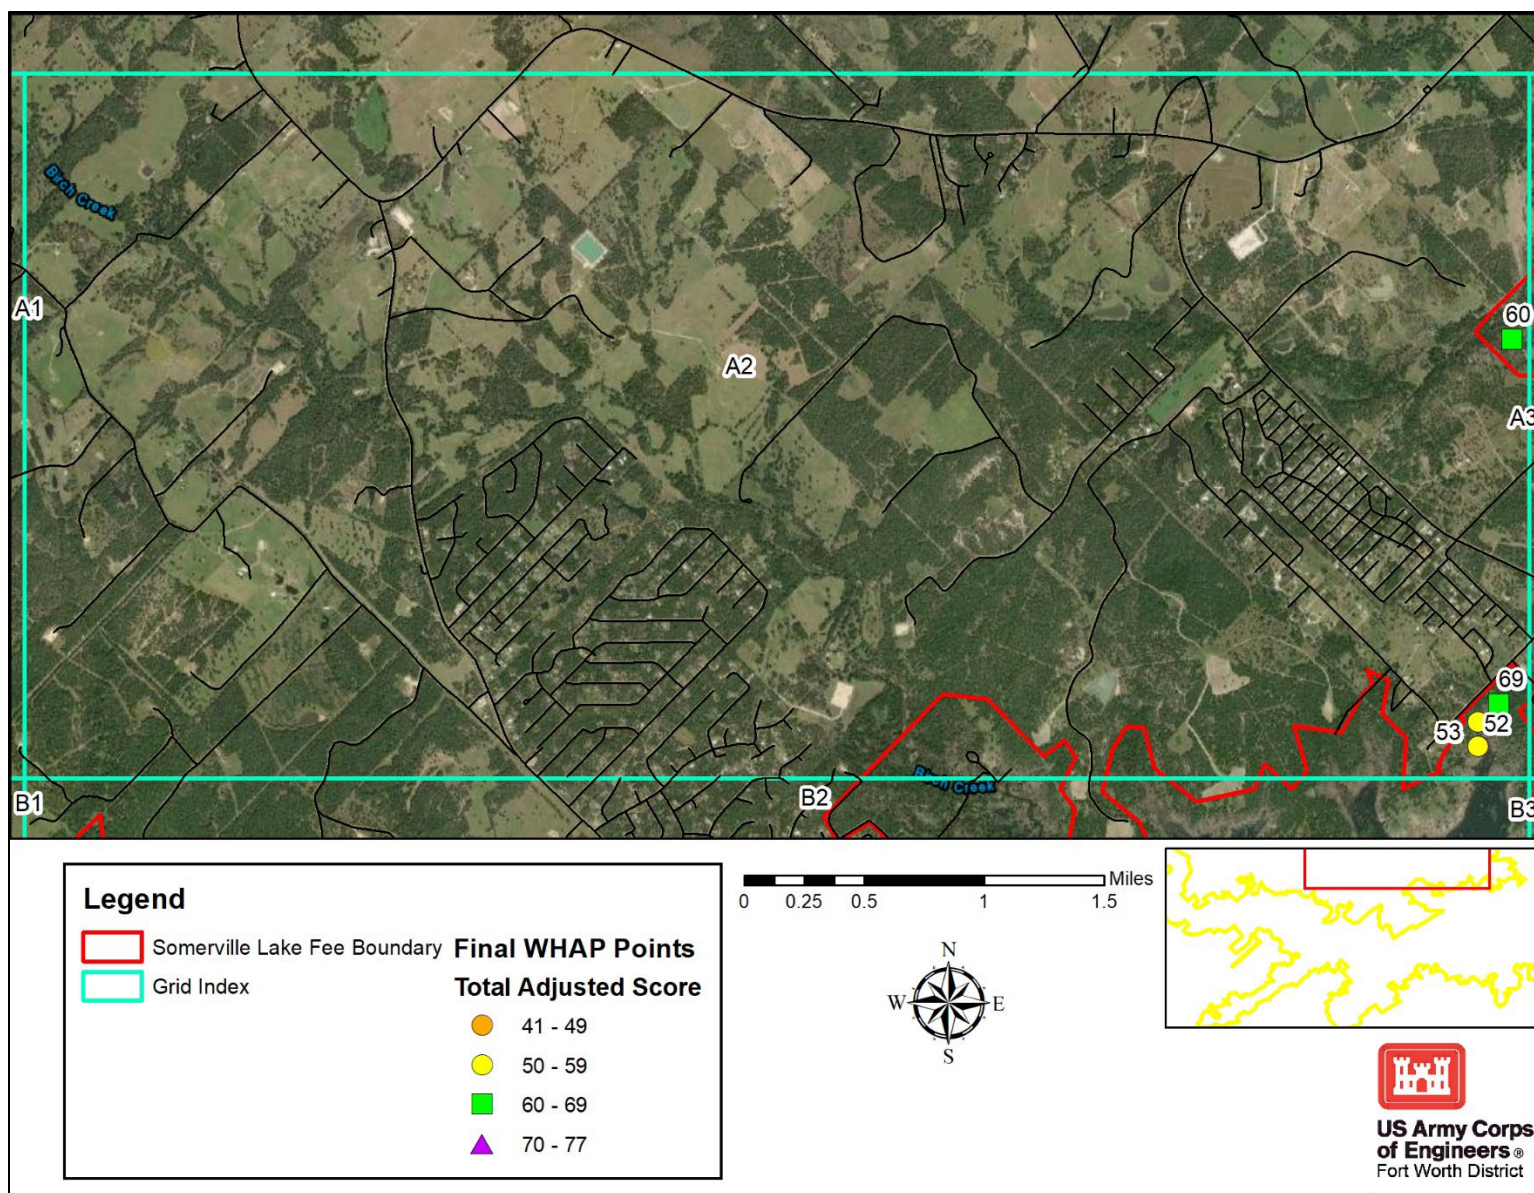 Birch Creek
A1
60
A2
A3
69
53
52
B1
B2
Birch Creek
B3
Legend
Somerville Lake Fee Boundary
Grid Index
Final WHAP Points
Total Adjusted Score
41 - 49
50 - 59
60 - 69
70 - 77
Miles
0 0.25 0.5 1 1.5
N
W E
S
US Army Corps
of Engineers ®
Fort Worth District